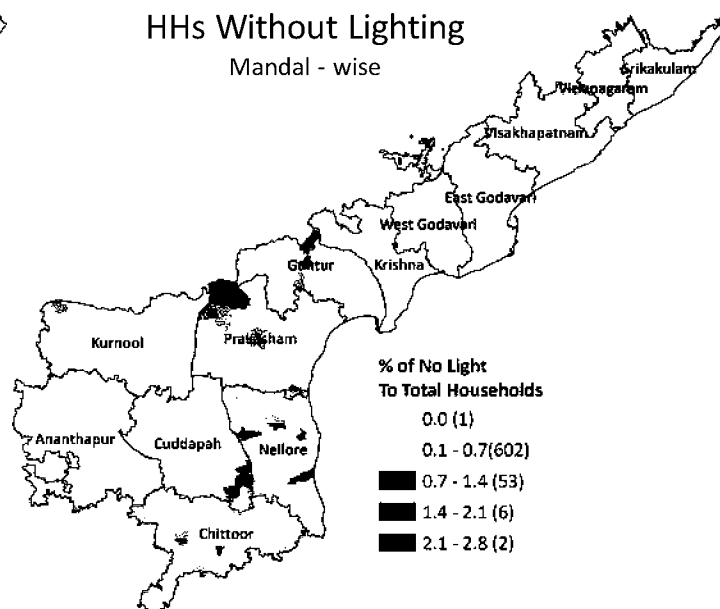 HHs Without Lighting
Mandal - wise
Srikakulam
Vizianagaram
Visakhapatnam
East Godavari
West Godavari
Guntur
Krishna
Kurnool
Prakasham
% of No Light
To Total Households
0.0 (1)
Ananthapur
Cuddapah
Nellore
0.1 - 0.7(602)
0.7 - 1.4 (53)
1.4 - 2.1 (6)
Chittoor
2.1 - 2.8 (2)